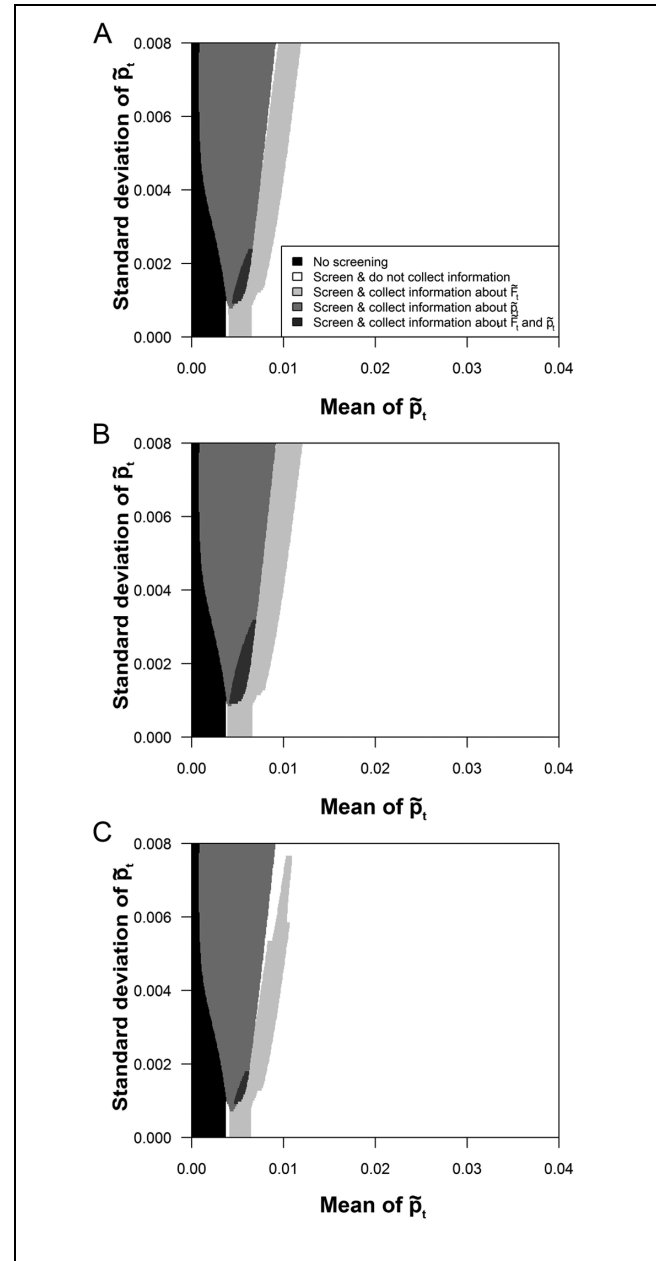 A
Standard deviation of p̃ₜ
0.008
0.006
0.004
0.002
0.000
No screening
Screen & do not collect information
Screen & collect information about F̃ₜ
Screen & collect information about p̃ₜ
Screen & collect information about F̃ₜ and p̃ₜ
0.00 0.01 0.02 0.03 0.04
Mean of p̃ₜ
B
Standard deviation of p̃ₜ
0.008
0.006
0.004
0.002
0.000
0.00 0.01 0.02 0.03 0.04
Mean of p̃ₜ
C
Standard deviation of p̃ₜ
0.008
0.006
0.004
0.002
0.000
0.00 0.01 0.02 0.03 0.04
Mean of p̃ₜ